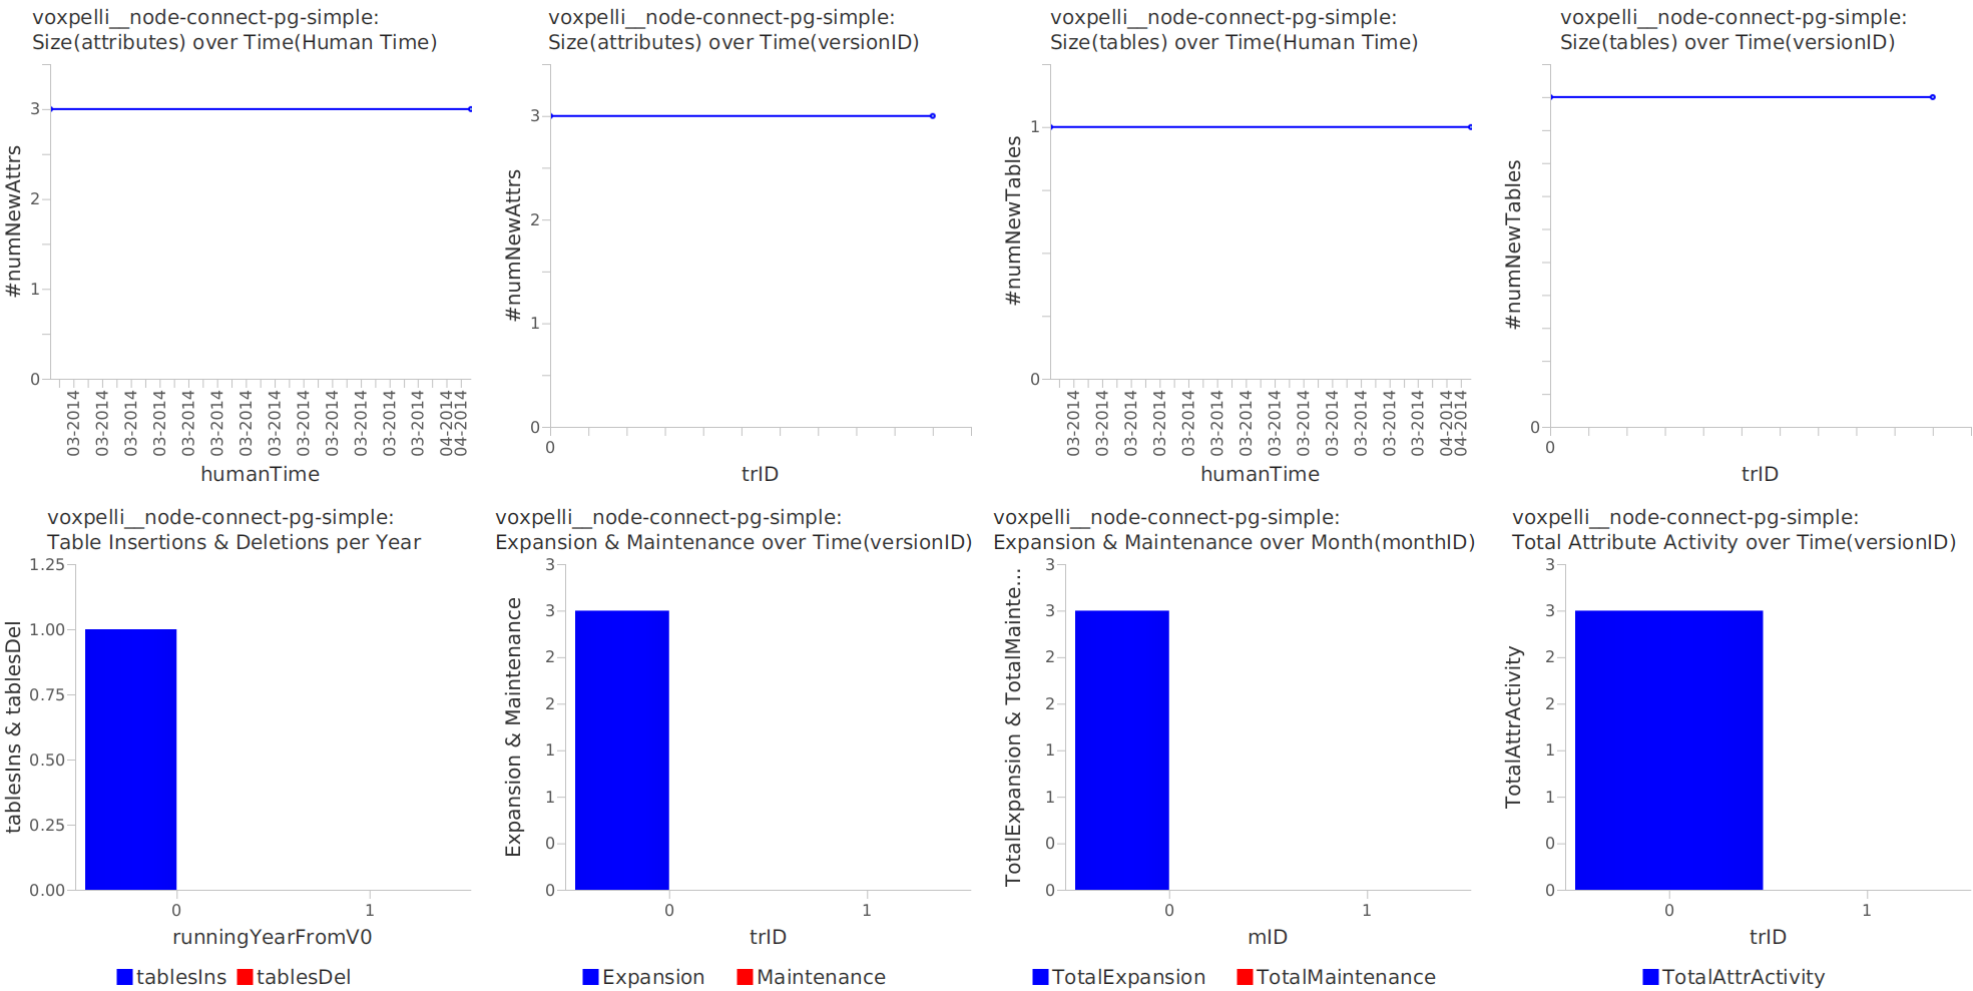 voxpelli__node-connect-pg-simple:
Size(attributes) over Time(Human Time)
#numNewAttrs
3
2
1
0
03-2014
03-2014
03-2014
03-2014
03-2014
03-2014
03-2014
03-2014
03-2014
03-2014
03-2014
03-2014
03-2014
04-2014
04-2014
humanTime
voxpelli__node-connect-pg-simple:
Size(attributes) over Time(versionID)
#numNewAttrs
3
2
1
0
0
trID
voxpelli__node-connect-pg-simple:
Size(tables) over Time(Human Time)
#numNewTables
1
0
03-2014
03-2014
03-2014
03-2014
03-2014
03-2014
03-2014
03-2014
03-2014
03-2014
03-2014
03-2014
03-2014
04-2014
04-2014
humanTime
voxpelli__node-connect-pg-simple:
Size(tables) over Time(versionID)
#numNewTables
0
0
trID
voxpelli__node-connect-pg-simple:
Table Insertions & Deletions per Year
tablesIns & tablesDel
1.25
1.00
0.75
0.50
0.25
0.00
0 1
runningYearFromV0
tablesIns tablesDel
voxpelli__node-connect-pg-simple:
Expansion & Maintenance over Time(versionID)
Expansion & Maintenance
3
3
2
2
1
1
0
0
0 1
trID
Expansion Maintenance
voxpelli__node-connect-pg-simple:
Expansion & Maintenance over Month(monthID)
TotalExpansion & TotalMainte...
3
3
2
2
1
1
0
0
0 1
mID
TotalExpansion TotalMaintenance
voxpelli__node-connect-pg-simple:
Total Attribute Activity over Time(versionID)
TotalAttrActivity
3
3
2
2
1
1
0
0
0 1
trID
TotalAttrActivity